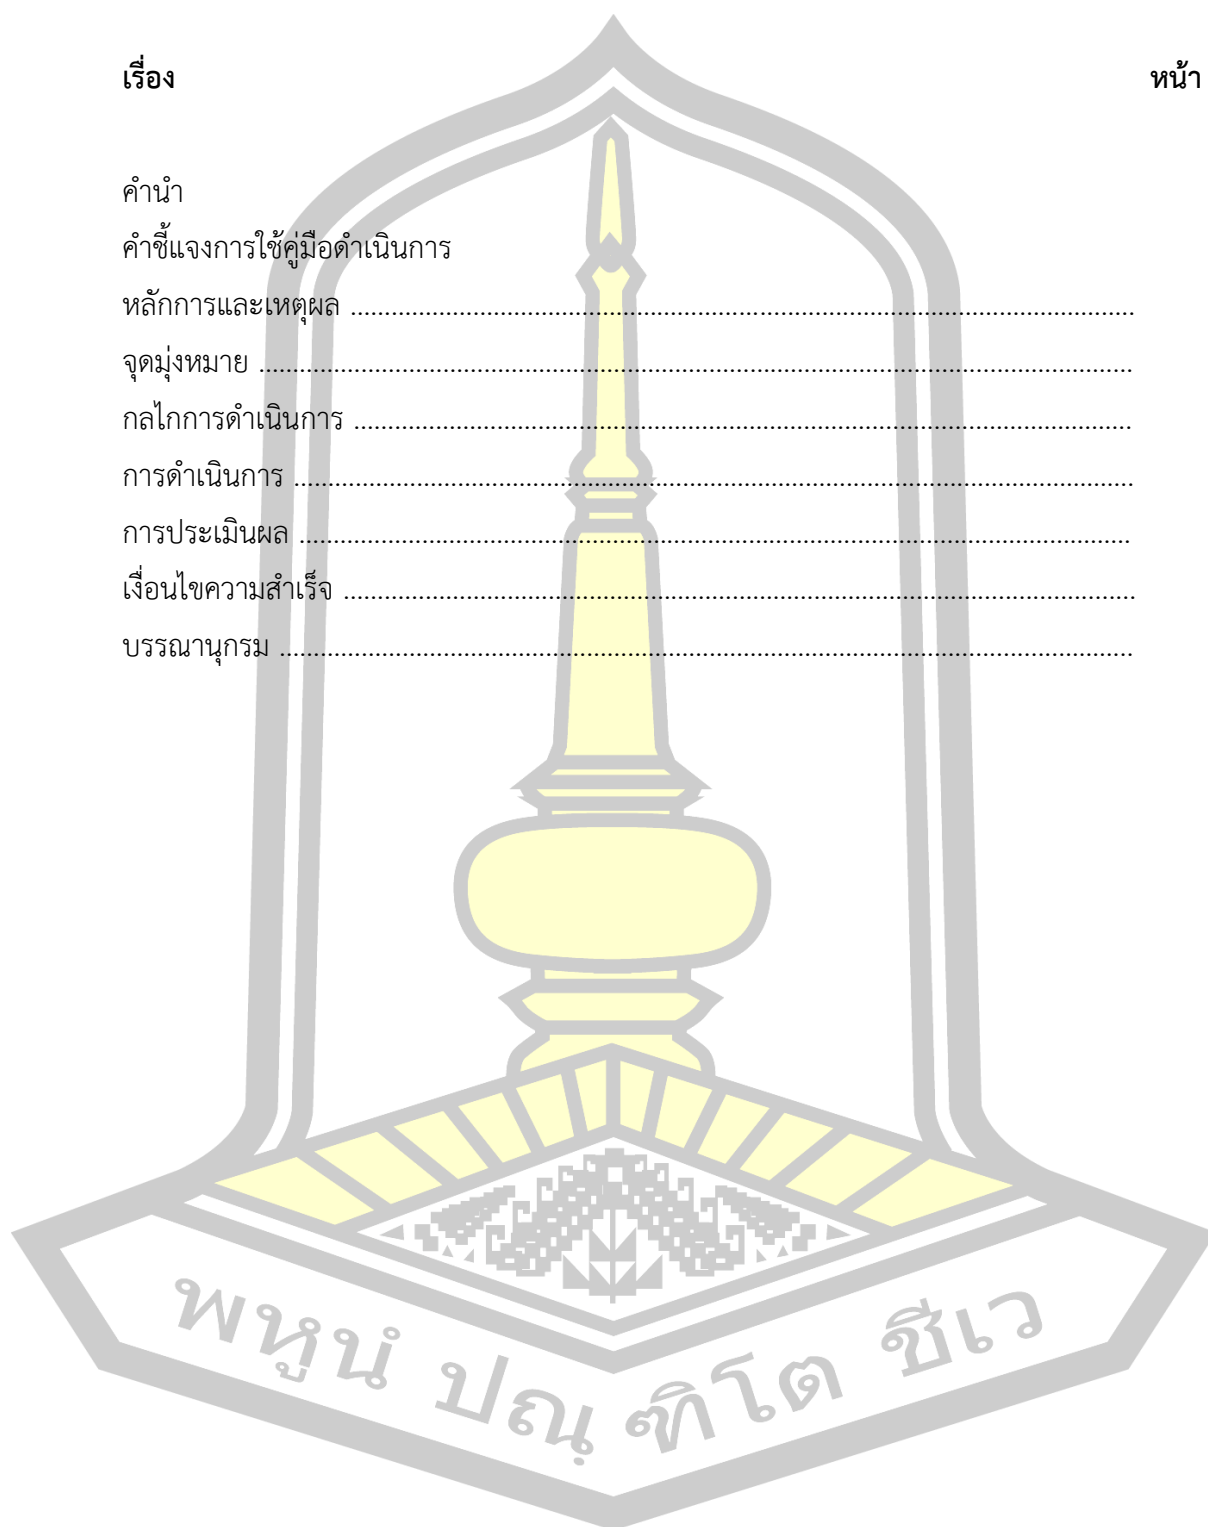 เรื่อง หน้า
คำนำ
คำชี้แจงการใช้คู่มือดำเนินการ
หลักการและเหตุผล ....................................................................................................................
จุดมุ่งหมาย .................................................................................................................................
กลไกการดำเนินการ ...................................................................................................................
การดำเนินการ ............................................................................................................................
การประเมินผล ...........................................................................................................................
เงื่อนไขความสำเร็จ .....................................................................................................................
บรรณานุกรม ..............................................................................................................................
พหูนํ ปณฺฑิโต ชีเว